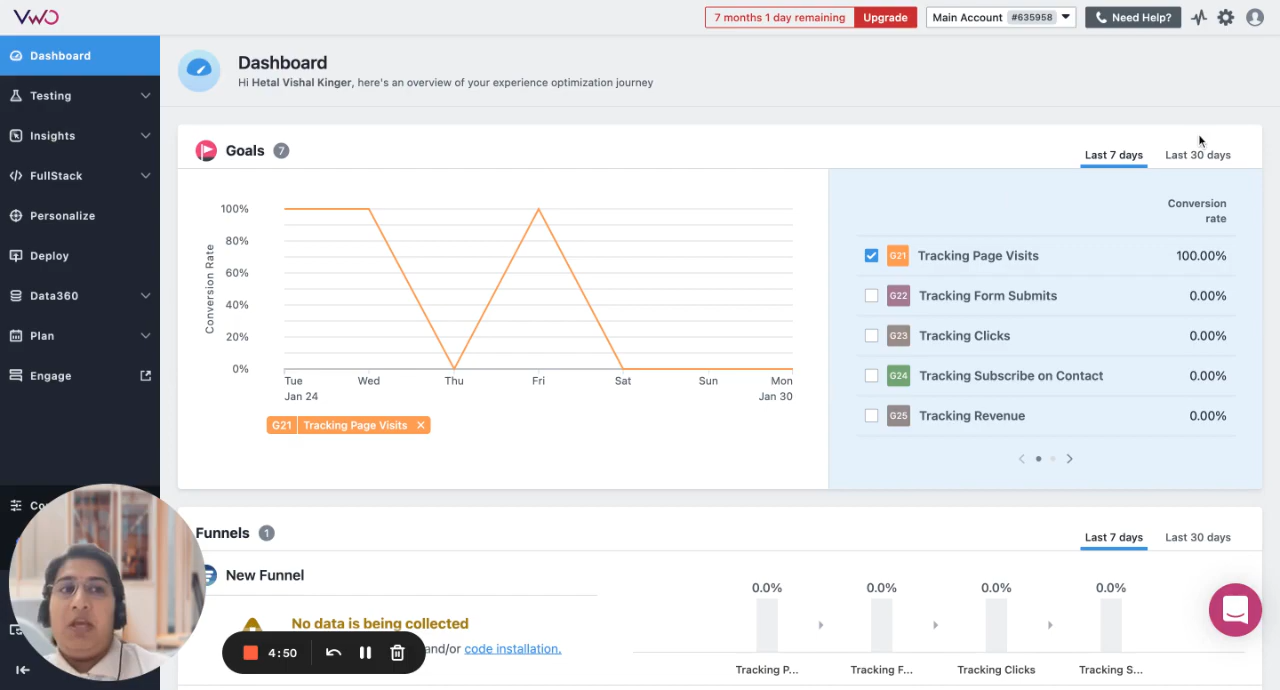 VWO
7 months 1 day remaining
Upgrade
Main Account #635958
Need Help?
Dashboard
Testing
Insights
FullStack
Personalize
Deploy
Data360
Plan
Engage
Dashboard
Hi Hetal Vishal Kinger, here's an overview of your experience optimization journey
Goals 7
Last 7 days
Last 30 days
Conversion Rate
100%
80%
60%
40%
20%
0%
Tue Wed Thu Fri Sat Sun Mon
Jan 24 Jan 30
G21 Tracking Page Visits ×
Conversion
rate
G21 Tracking Page Visits 100.00%
G22 Tracking Form Submits 0.00%
G23 Tracking Clicks 0.00%
G24 Tracking Subscribe on Contact 0.00%
G25 Tracking Revenue 0.00%
Funnels 1
Last 7 days
Last 30 days
New Funnel
No data is being collected
and/or code installation.
0.0% 0.0% 0.0% 0.0%
Tracking P... Tracking F... Tracking Clicks Tracking S...
4:50